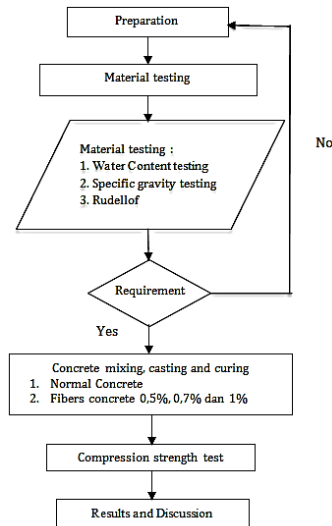 Preparation
Material testing
No
Material testing :
1. Water Content testing
2. Specific gravity testing
3. Rudellof
Requirement
Yes
Concrete mixing, casting and curing
1. Normal Concrete
2. Fibers concrete 0,5%, 0,7% dan 1%
Compression strength test
Results and Discussion